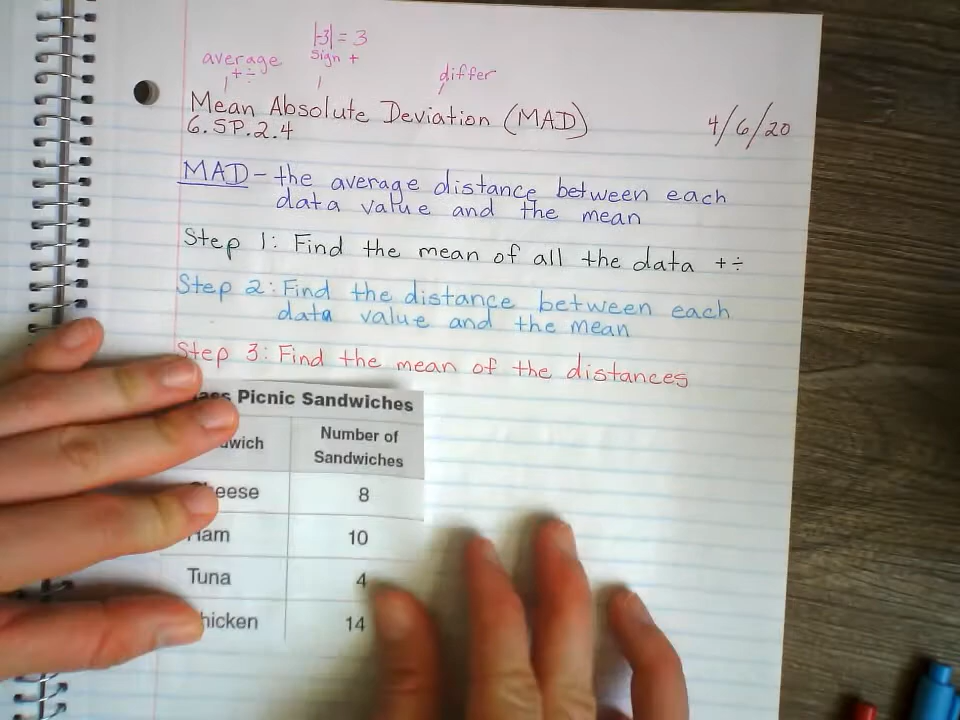 |-3| = 3
average sign + differ
+ ÷
Mean Absolute Deviation (MAD) 4/6/20
6.SP.2.4
MAD - the average distance between each
data value and the mean
Step 1: Find the mean of all the data + ÷
Step 2: Find the distance between each
data value and the mean
Step 3: Find the mean of the distances
Picnic Sandwiches
Number of
Sandwiches
8
Ham 10
Tuna 4
14